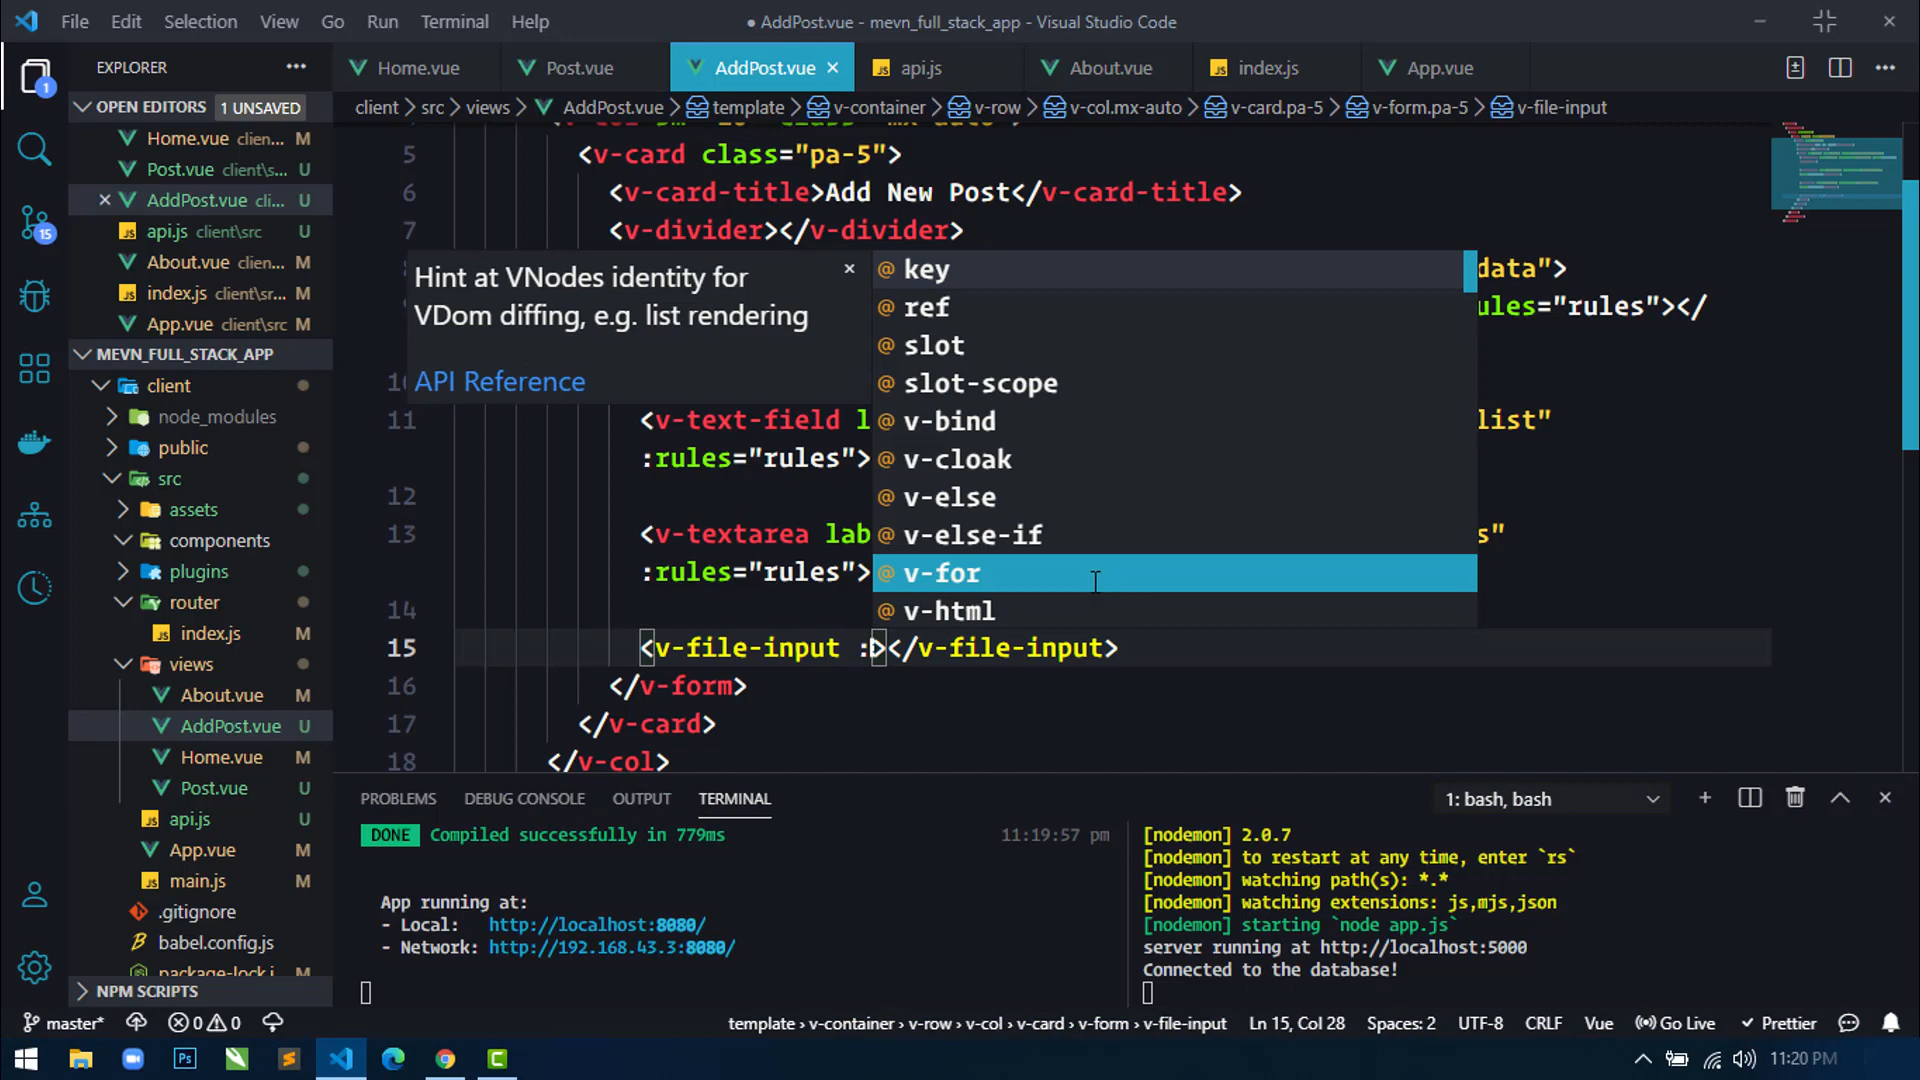 File Edit Selection View Go Run Terminal Help
● AddPost.vue - mevn_full_stack_app - Visual Studio Code
EXPLORER
Home.vue Post.vue AddPost.vue api.js About.vue index.js App.vue
OPEN EDITORS 1 UNSAVED
client > src > views > AddPost.vue > template > v-container > v-row > v-col.mx-auto > v-card.pa-5 > v-form.pa-5 > v-file-input
Home.vue clien... M
Post.vue client\s... U
AddPost.vue cli... U
api.js client\src U
About.vue clien... M
index.js client\sr... M
App.vue client\src M
MEVN_FULL_STACK_APP
client
node_modules
public
src
assets
components
plugins
router
index.js M
views
About.vue M
AddPost.vue U
Home.vue M
Post.vue U
api.js U
App.vue M
main.js M
.gitignore
babel.config.js
NPM SCRIPTS
1
15
5 <v-card class="pa-5">
6 <v-card-title>Add New Post</v-card-title>
7 <v-divider></v-divider>
data">
ules="rules"></
11 <v-text-field l
list"
:rules="rules">
12
13 <v-textarea lab
s"
:rules="rules">
14
15 <v-file-input :></v-file-input>
16 </v-form>
17 </v-card>
18 </v-col>
Hint at VNodes identity for
VDom diffing, e.g. list rendering
API Reference
key
ref
slot
slot-scope
v-bind
v-cloak
v-else
v-else-if
v-for
v-html
PROBLEMS DEBUG CONSOLE OUTPUT TERMINAL
1: bash, bash
DONE Compiled successfully in 779ms 11:19:57 pm
App running at:
- Local: http://localhost:8080/
- Network: http://192.168.43.3:8080/
[nodemon] 2.0.7
[nodemon] to restart at any time, enter `rs`
[nodemon] watching path(s): *.*
[nodemon] watching extensions: js,mjs,json
[nodemon] starting `node app.js`
server running at http://localhost:5000
Connected to the database!
master* 0 0
template › v-container › v-row › v-col › v-card › v-form › v-file-input Ln 15, Col 28 Spaces: 2 UTF-8 CRLF Vue Go Live Prettier
Ps
11:20 PM